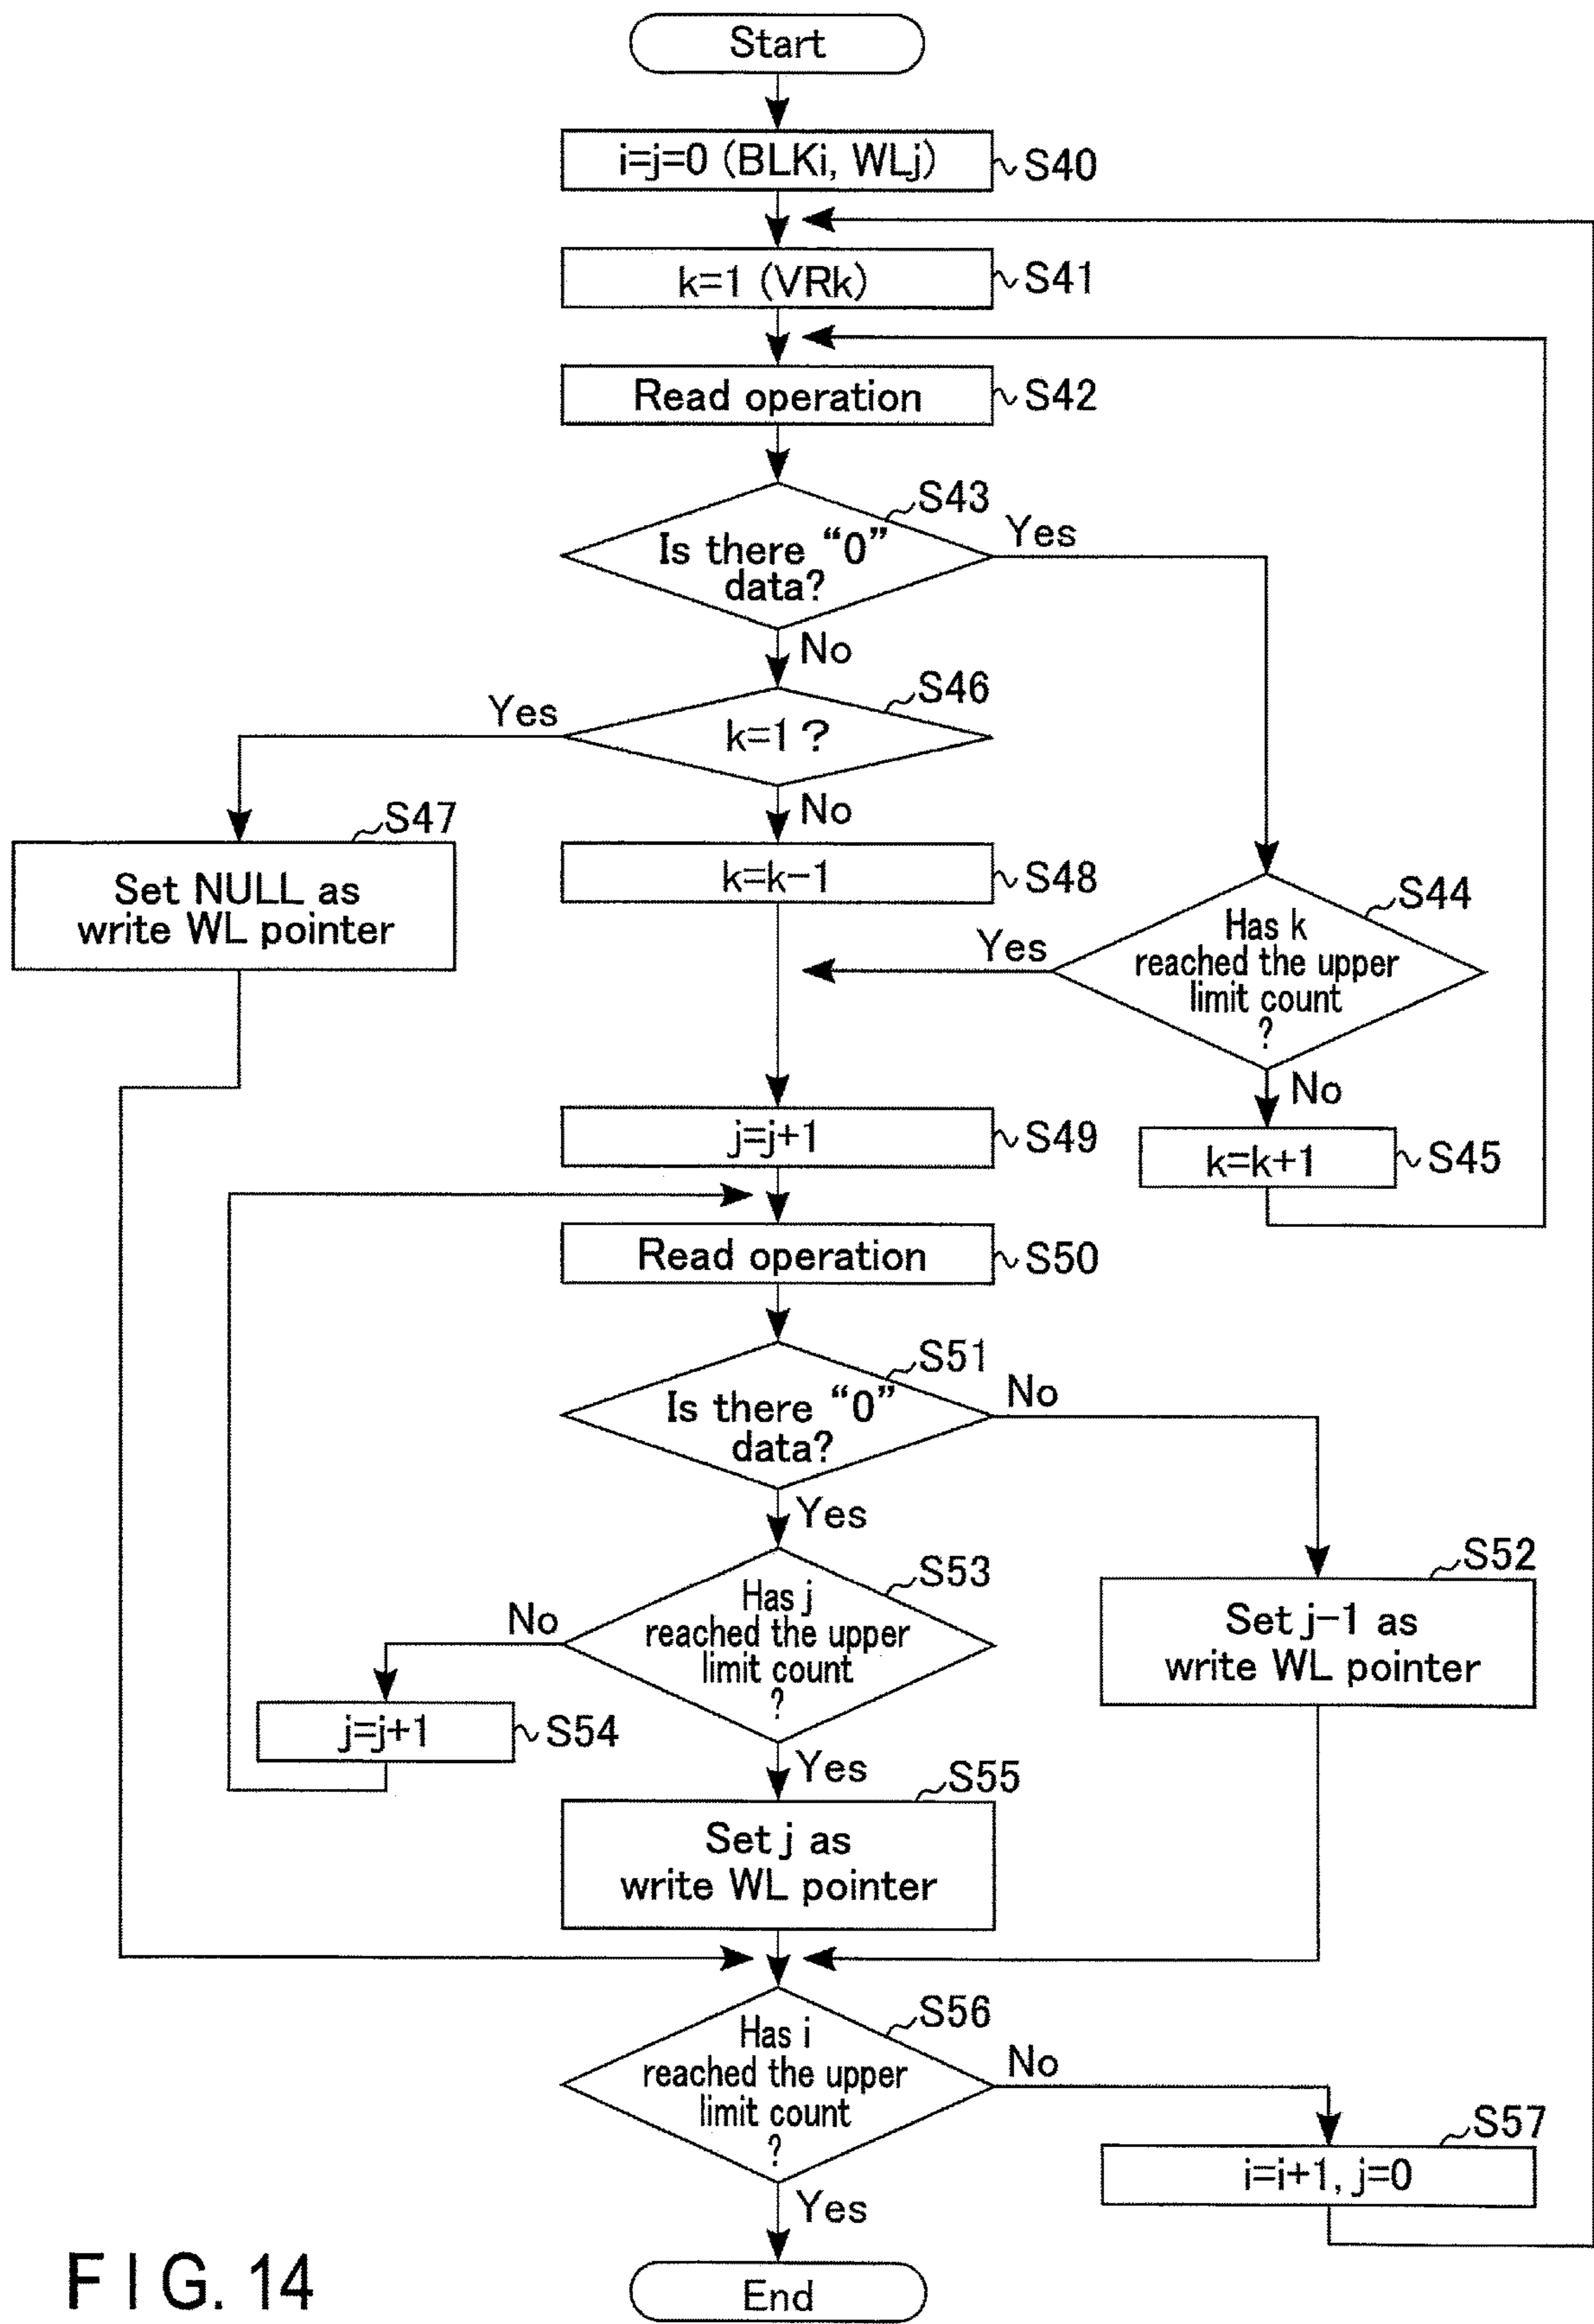 Start
i=j=0 (BLKi, WLj)
S40
k=1 (VRk)
S41
Read operation
S42
S43
Is there “0”
data?
Yes
No
S46
k=1?
Yes
No
S47
Set NULL as
write WL pointer
k=k-1
S48
S44
Has k
reached the upper
limit count
?
Yes
No
j=j+1
S49
k=k+1
S45
Read operation
S50
S51
Is there “0”
data?
No
Yes
S52
Set j-1 as
write WL pointer
S53
Has j
reached the upper
limit count
?
No
j=j+1
S54
Yes
S55
Set j as
write WL pointer
S56
Has i
reached the upper
limit count
?
No
S57
i=i+1, j=0
Yes
End
FIG. 14